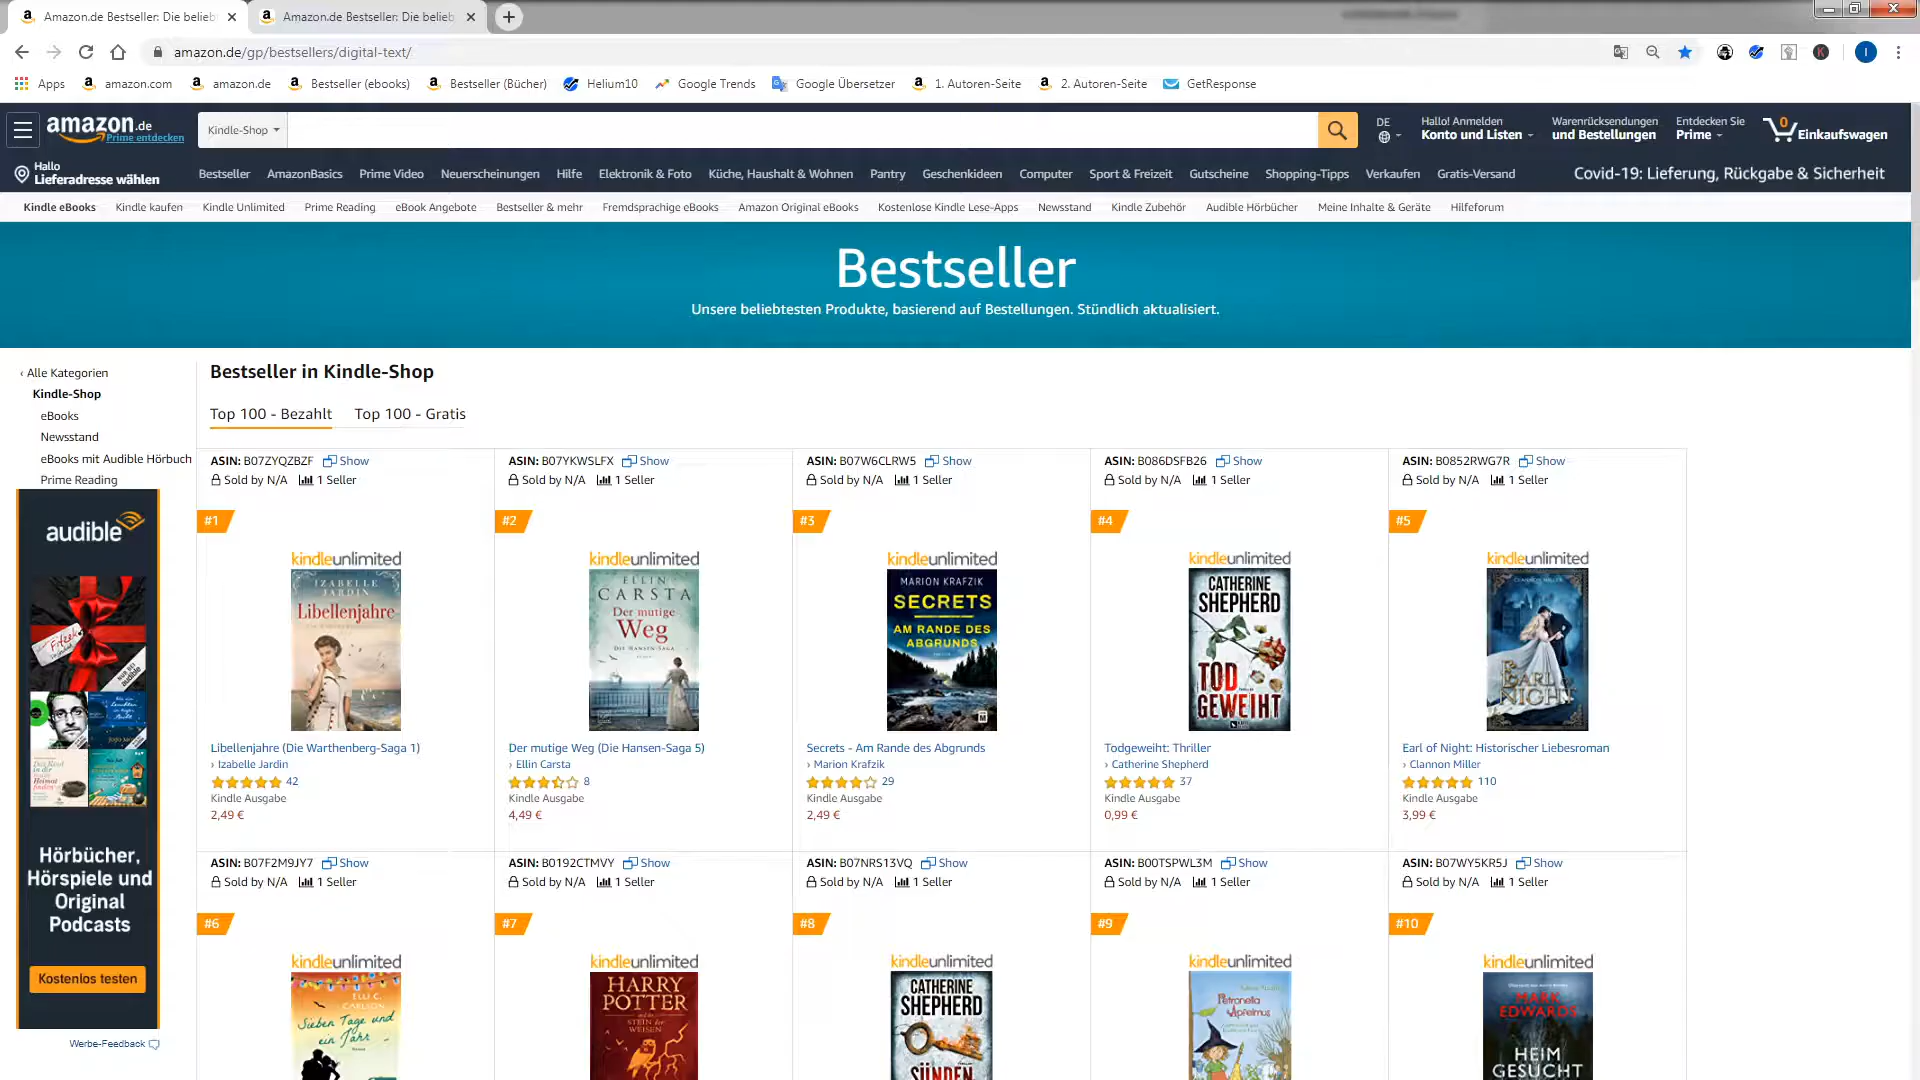 Amazon.de Bestseller: Die belieb
Amazon.de Bestseller: Die belieb
amazon.de/gp/bestsellers/digital-text/
Apps
amazon.com
amazon.de
Bestseller (ebooks)
Bestseller (Bücher)
Helium10
Google Trends
Google Übersetzer
1. Autoren-Seite
2. Autoren-Seite
GetResponse
amazon.de
Prime entdecken
Kindle-Shop
DE
Hallo! Anmelden
Konto und Listen
Warenrücksendungen
und Bestellungen
Entdecken Sie
Prime
0
Einkaufswagen
Hallo
Lieferadresse wählen
Bestseller
AmazonBasics
Prime Video
Neuerscheinungen
Hilfe
Elektronik & Foto
Küche, Haushalt & Wohnen
Pantry
Geschenkideen
Computer
Sport & Freizeit
Gutscheine
Shopping-Tipps
Verkaufen
Gratis-Versand
Covid-19: Lieferung, Rückgabe & Sicherheit
Kindle eBooks
Kindle kaufen
Kindle Unlimited
Prime Reading
eBook Angebote
Bestseller & mehr
Fremdsprachige eBooks
Amazon Original eBooks
Kostenlose Kindle Lese-Apps
Newsstand
Kindle Zubehör
Audible Hörbücher
Meine Inhalte & Geräte
Hilfeforum
Bestseller
Unsere beliebtesten Produkte, basierend auf Bestellungen. Stündlich aktualisiert.
‹ Alle Kategorien
Kindle-Shop
eBooks
Newsstand
eBooks mit Audible Hörbuch
Prime Reading
audible
Fitzek
NUR BEI
audible
Hörbücher,
Hörspiele und
Original
Podcasts
Kostenlos testen
Werbe-Feedback
Bestseller in Kindle-Shop
Top 100 - Bezahlt
Top 100 - Gratis
ASIN: B07ZYQZBZF Show
Sold by N/A 1 Seller
#1
kindleunlimited
IZABELLE
JARDIN
Libellenjahre
Libellenjahre (Die Warthenberg-Saga 1)
› Izabelle Jardin
42
Kindle Ausgabe
2,49 €
ASIN: B07YKWSLFX Show
Sold by N/A 1 Seller
#2
kindleunlimited
ELLIN
CARSTA
Der mutige
Weg
DIE HANSEN-SAGA
Der mutige Weg (Die Hansen-Saga 5)
› Ellin Carsta
8
Kindle Ausgabe
4,49 €
ASIN: B07W6CLRW5 Show
Sold by N/A 1 Seller
#3
kindleunlimited
MARION KRAFZIK
SECRETS
AM RANDE DES
ABGRUNDS
Secrets - Am Rande des Abgrunds
› Marion Krafzik
29
Kindle Ausgabe
2,49 €
ASIN: B086DSFB26 Show
Sold by N/A 1 Seller
#4
kindleunlimited
CATHERINE
SHEPHERD
TOD
GEWEIHT
Todgeweiht: Thriller
› Catherine Shepherd
37
Kindle Ausgabe
0,99 €
ASIN: B0852RWG7R Show
Sold by N/A 1 Seller
#5
kindleunlimited
CLANNON MILLER
EARL of
NIGHT
Earl of Night: Historischer Liebesroman
› Clannon Miller
110
Kindle Ausgabe
3,99 €
ASIN: B07F2M9JY7 Show
Sold by N/A 1 Seller
#6
kindleunlimited
ELLI C.
CARLSON
Sieben Tage und
ein Jahr
ASIN: B0192CTMVY Show
Sold by N/A 1 Seller
#7
kindleunlimited
HARRY
POTTER
und der
STEIN der
WEISEN
ASIN: B07NRS13VQ Show
Sold by N/A 1 Seller
#8
kindleunlimited
CATHERINE
SHEPHERD
SÜNDEN
ASIN: B00TSPWL3M Show
Sold by N/A 1 Seller
#9
kindleunlimited
Petronella
Apfelmus
ASIN: B07WY5KR5J Show
Sold by N/A 1 Seller
#10
kindleunlimited
MARK
EDWARDS
HEIM
GESUCHT